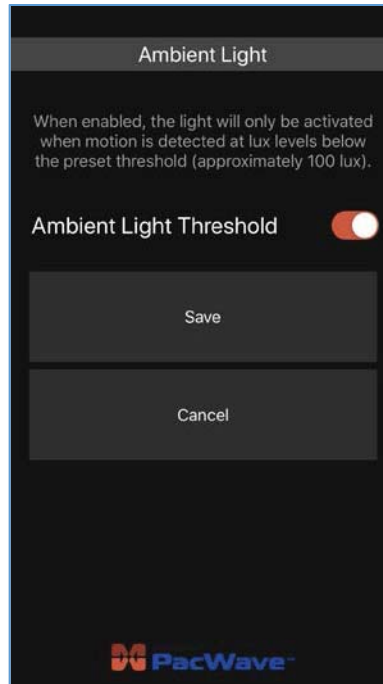 Ambient Light
When enabled, the light will only be activated
when motion is detected at lux levels below
the preset threshold (approximately 100 lux).
Ambient Light Threshold
Save
Cancel
PacWave™